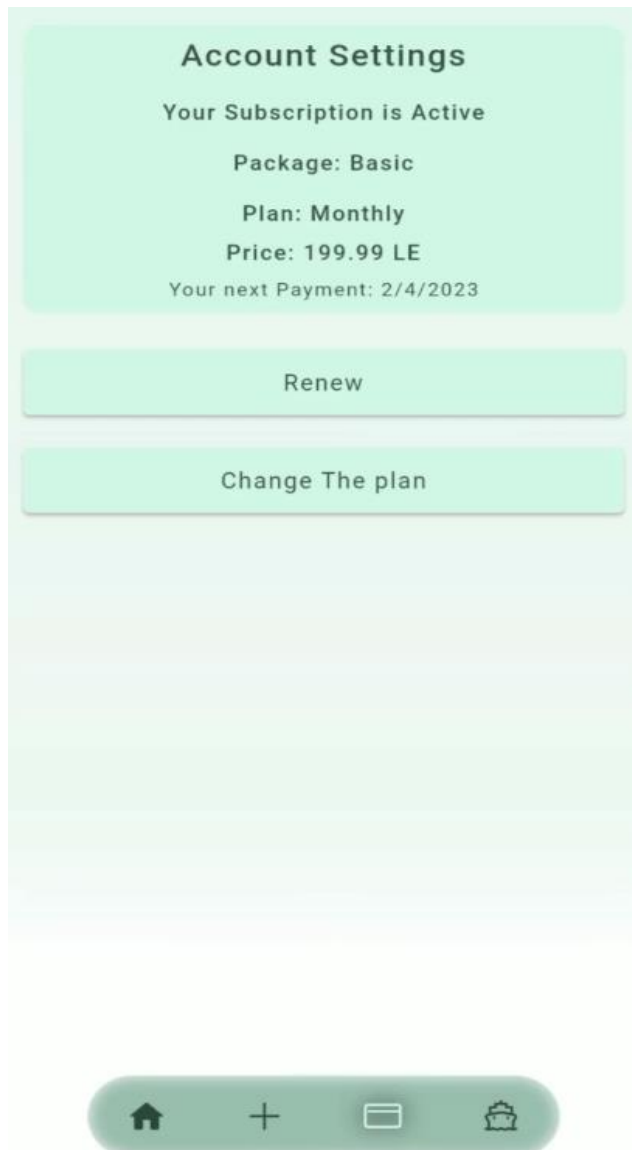 Account Settings
Your Subscription is Active
Package: Basic
Plan: Monthly
Price: 199.99 LE
Your next Payment: 2/4/2023
Renew
Change The plan